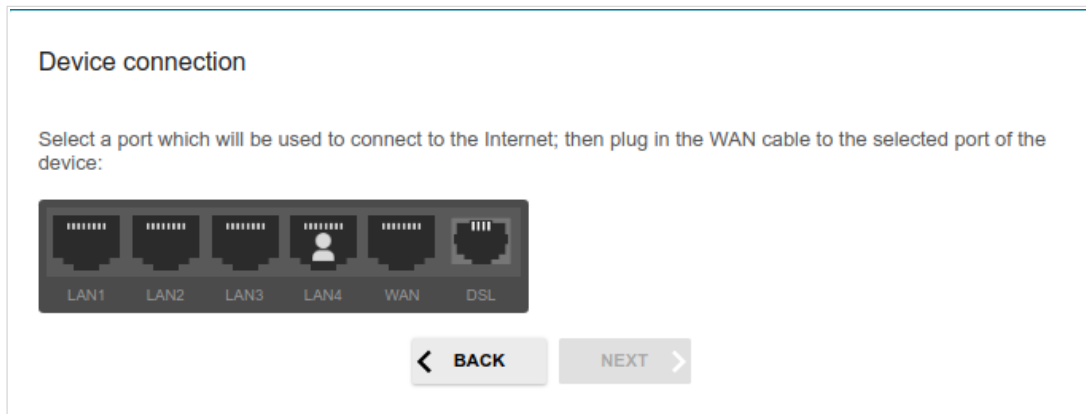 Device connection
Select a port which will be used to connect to the Internet; then plug in the WAN cable to the selected port of the
device:
LAN1 LAN2 LAN3 LAN4 WAN DSL
BACK NEXT